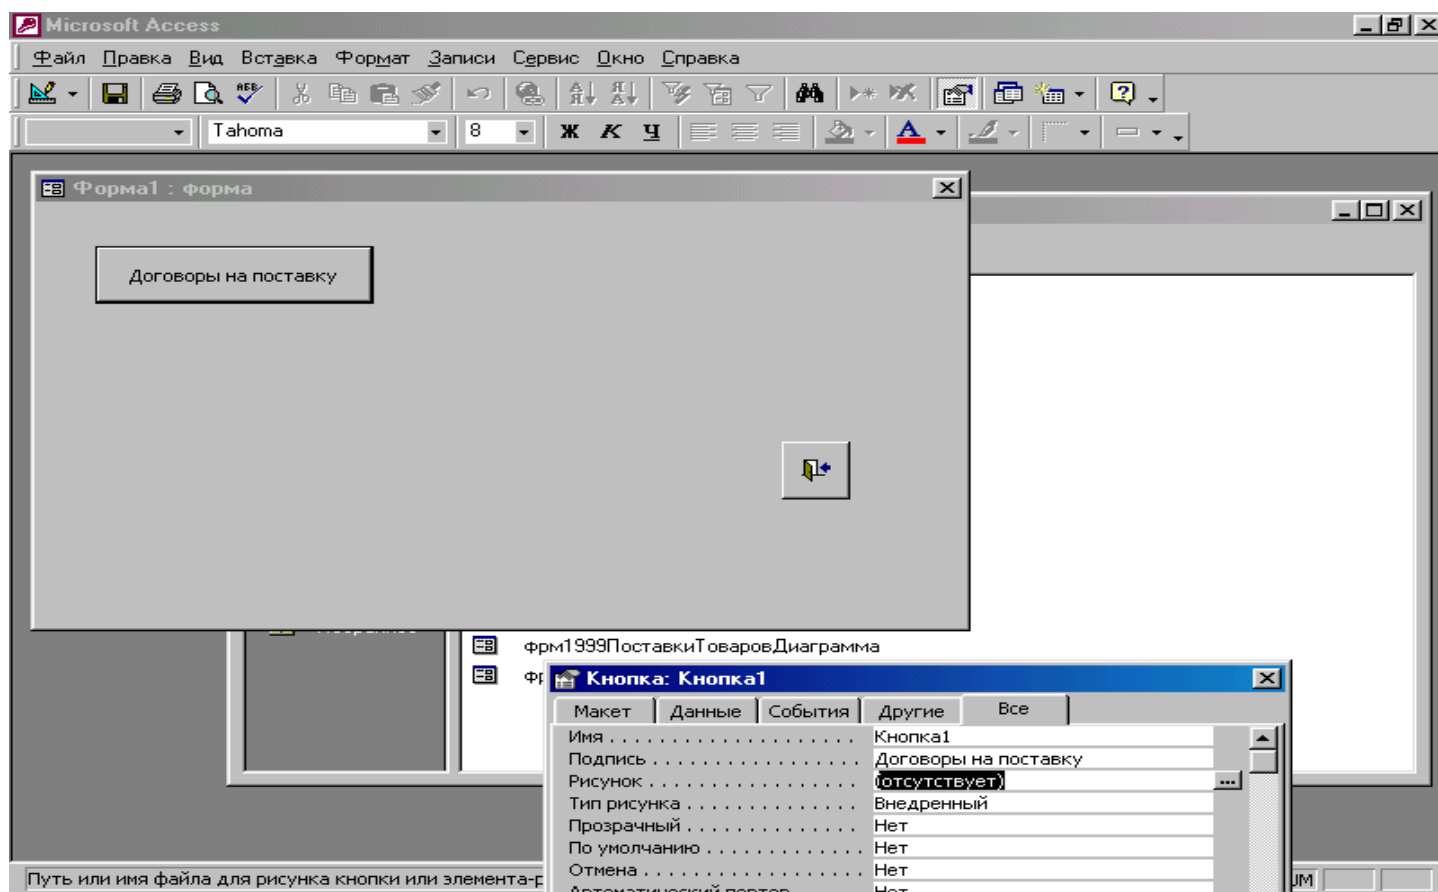 Microsoft Access
Файл Правка Вид Вставка Формат Записи Сервис Окно Справка
Tahoma 8 Ж К Ч
Форма1 : форма
Договоры на поставку
фрм1999ПоставкиТоваровДиаграмма
Кнопка: Кнопка1
Макет Данные События Другие Все
Имя Кнопка1
Подпись Договоры на поставку
Рисунок (отсутствует)
Тип рисунка Внедренный
Прозрачный Нет
По умолчанию Нет
Отмена Нет
Нет
Путь или имя файла для рисунка кнопки или